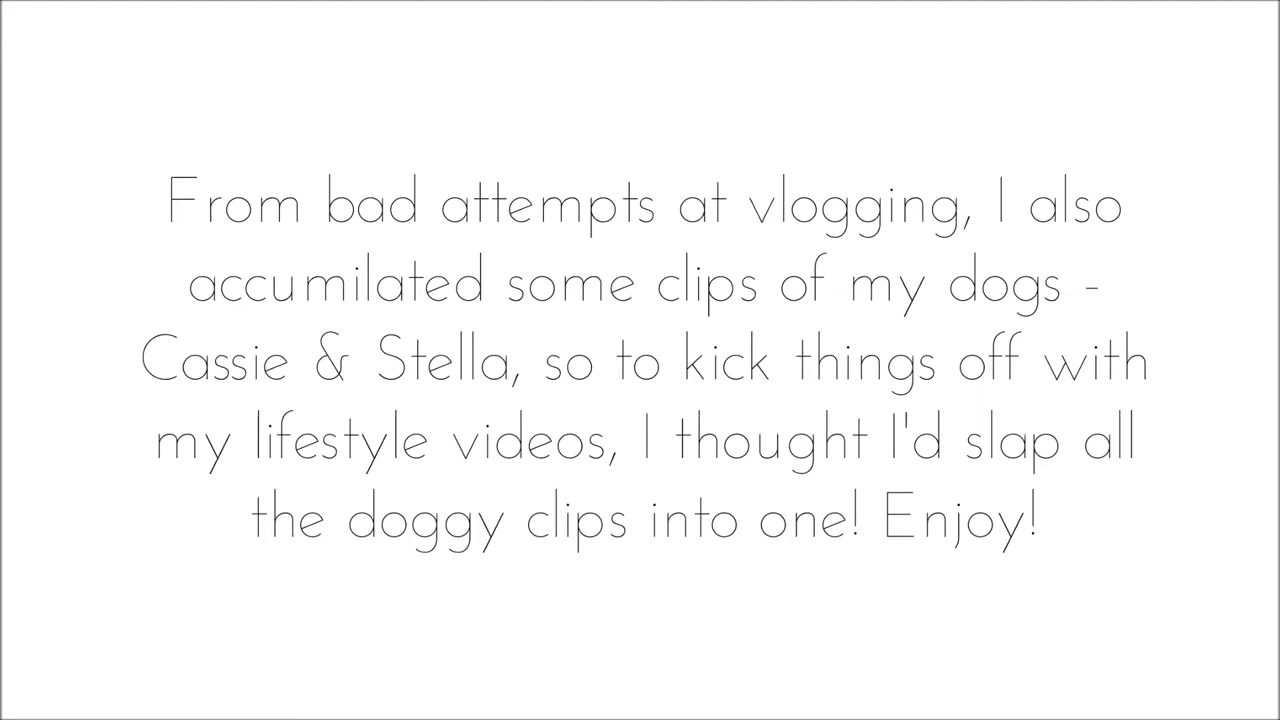 From bad attempts at vlogging, I also
accumilated some clips of my dogs -
Cassie & Stella, so to kick things off with
my lifestyle videos, I thought I'd slap all
the doggy clips into one! Enjoy!